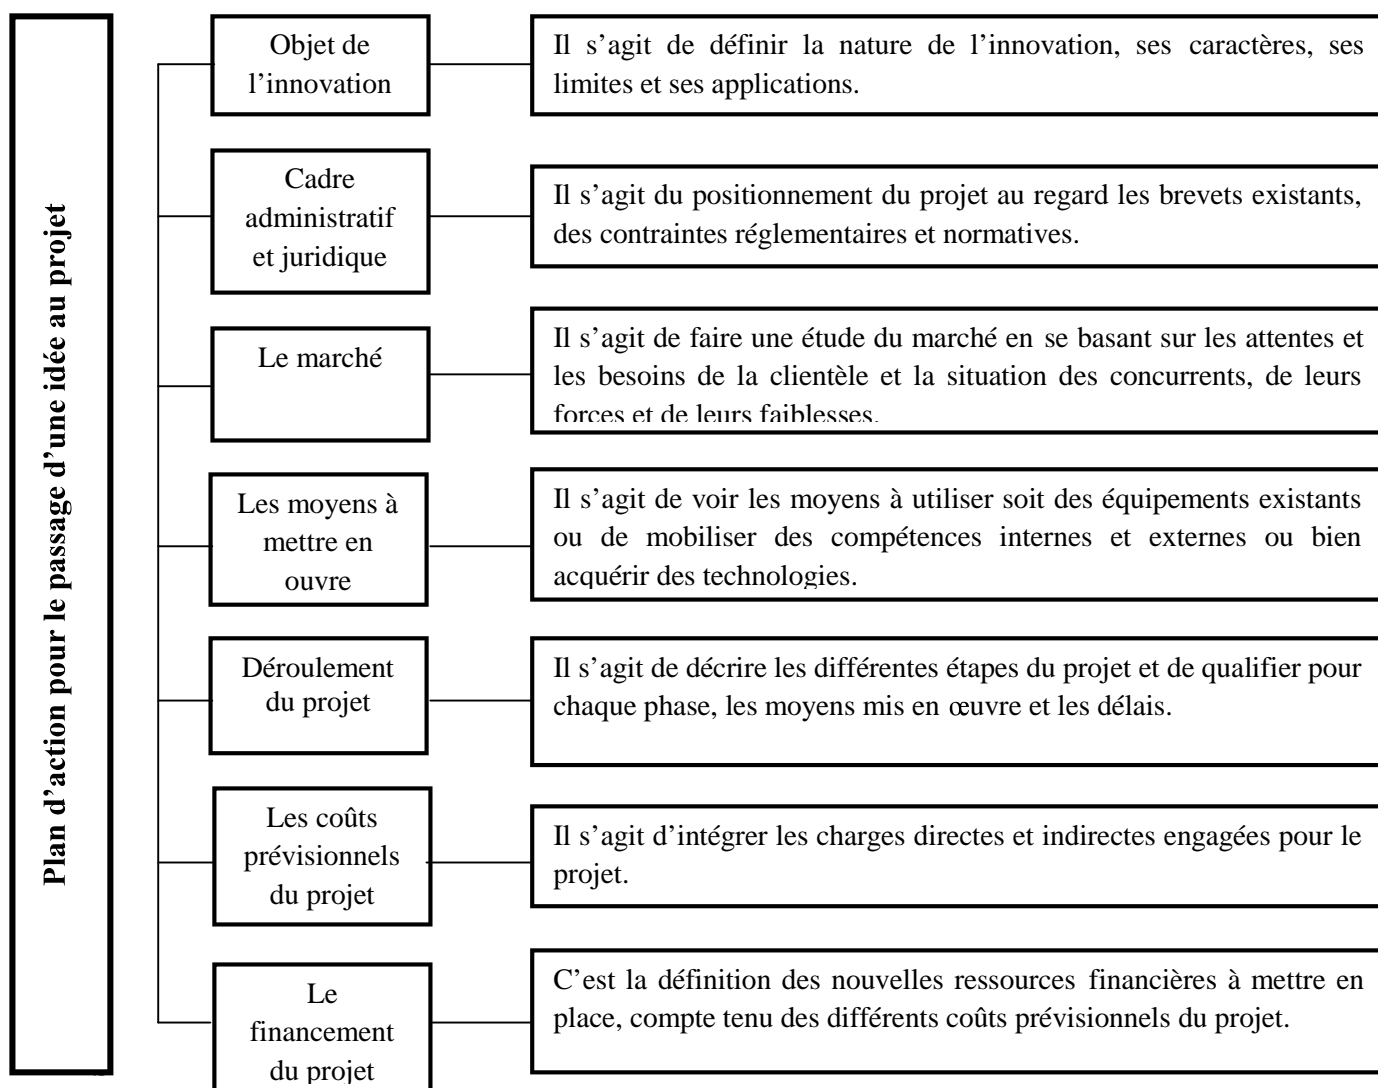 Plan d’action pour le passage d’une idée au projet
Objet de
l’innovation
Il s’agit de définir la nature de l’innovation, ses caractères, ses
limites et ses applications.
Cadre
administratif
et juridique
Il s’agit du positionnement du projet au regard les brevets existants,
des contraintes réglementaires et normatives.
Le marché
Il s’agit de faire une étude du marché en se basant sur les attentes et
les besoins de la clientèle et la situation des concurrents, de leurs
forces et de leurs faiblesses.
Les moyens à
mettre en
ouvre
Il s’agit de voir les moyens à utiliser soit des équipements existants
ou de mobiliser des compétences internes et externes ou bien
acquérir des technologies.
Déroulement
du projet
Il s’agit de décrire les différentes étapes du projet et de qualifier pour
chaque phase, les moyens mis en œuvre et les délais.
Les coûts
prévisionnels
du projet
Il s’agit d’intégrer les charges directes et indirectes engagées pour le
projet.
Le
financement
du projet
C’est la définition des nouvelles ressources financières à mettre en
place, compte tenu des différents coûts prévisionnels du projet.